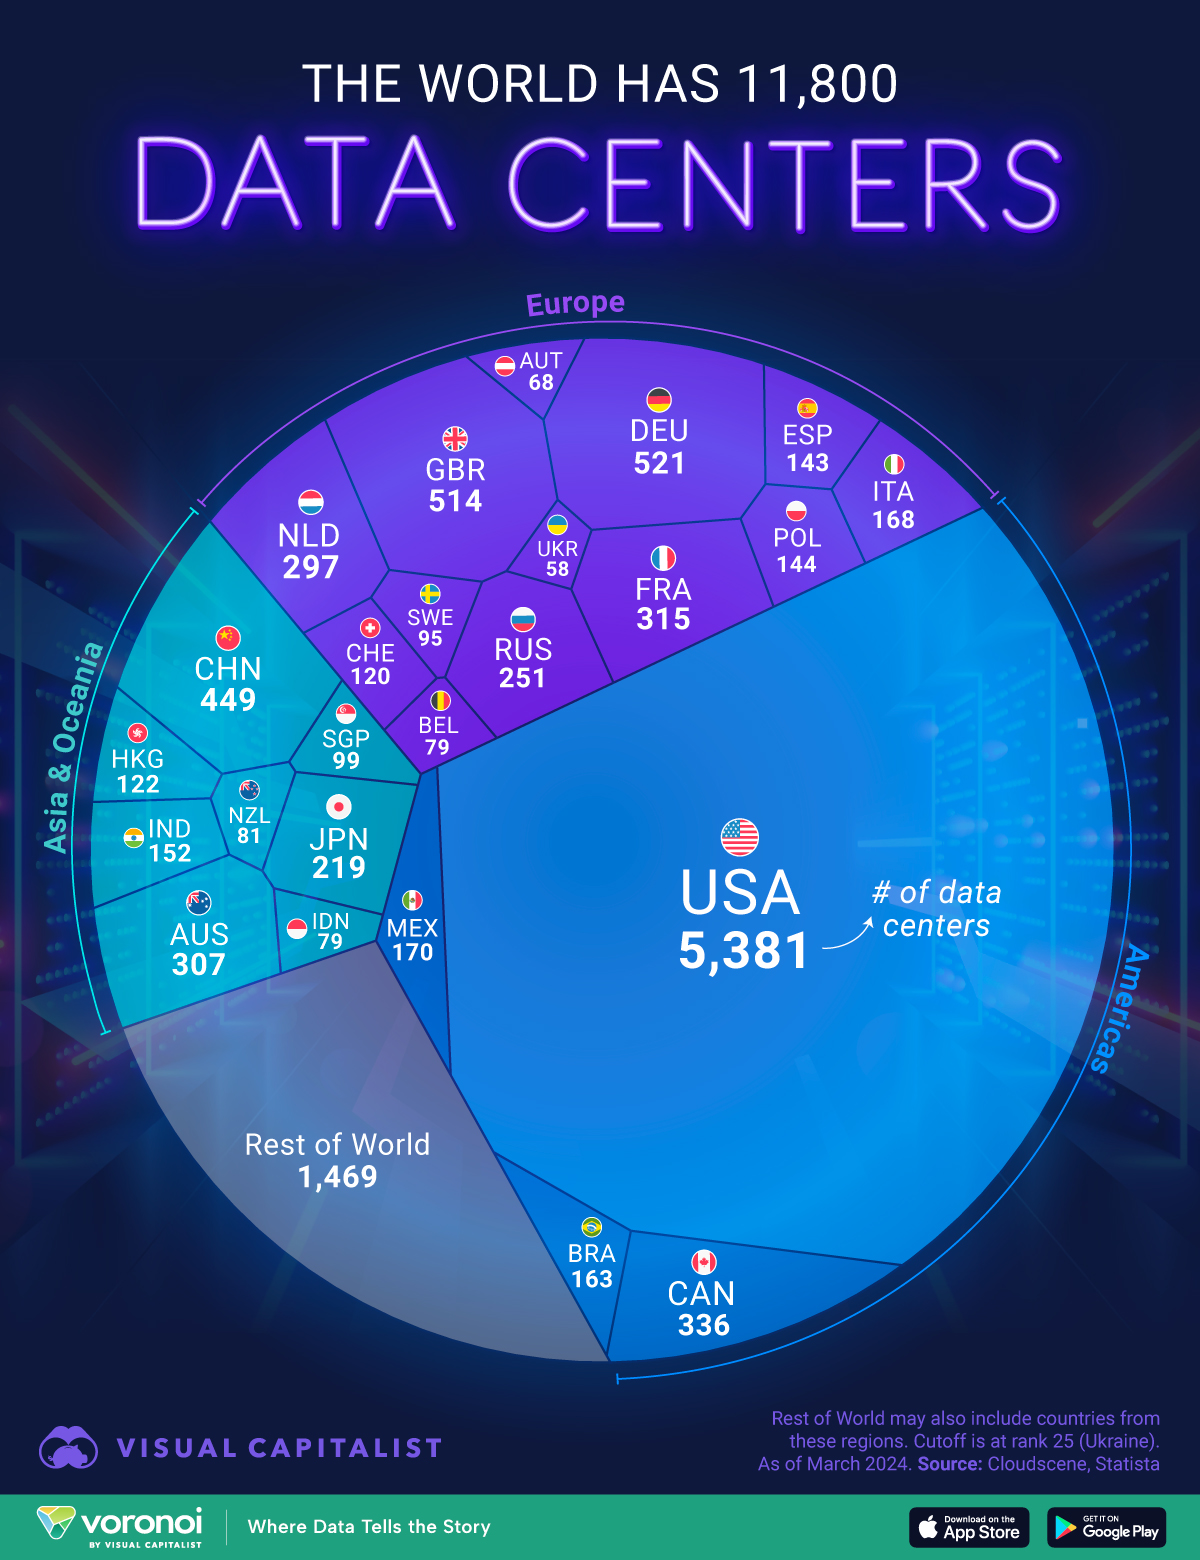 THE WORLD HAS 11,800
DATA CENTERS
Europe
AUT
68
DEU
521
ESP
143
GBR
514
ITA
168
NLD
297
POL
144
UKR
58
FRA
315
SWE
95
RUS
251
CHE
120
BEL
79
Asia & Oceania
CHN
449
SGP
99
HKG
122
NZL
81
IND
152
JPN
219
AUS
307
IDN
79
MEX
170
USA
5,381
# of data
centers
Americas
Rest of World
1,469
BRA
163
CAN
336
VISUAL CAPITALIST
Rest of World may also include countries from
these regions. Cutoff is at rank 25 (Ukraine).
As of March 2024. Source: Cloudscene, Statista
voronoi
BY VISUAL CAPITALIST
Where Data Tells the Story
Download on the
App Store
GET IT ON
Google Play